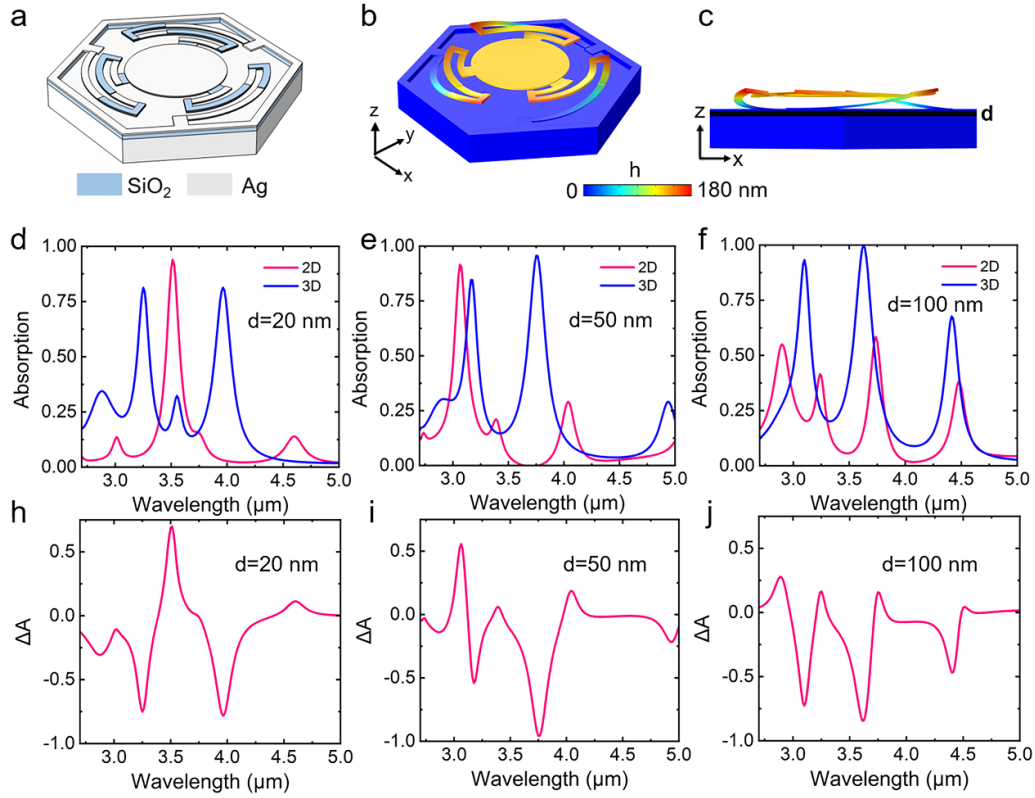 a
b
c
z
y
x
z
x
d
SiO₂
Ag
h
0
180 nm
d
1.00
0.75
0.50
0.25
0.00
Absorption
2D
3D
d=20 nm
3.0 3.5 4.0 4.5 5.0
Wavelength (μm)
e
1.00
0.75
0.50
0.25
0.00
Absorption
2D
3D
d=50 nm
3.0 3.5 4.0 4.5 5.0
Wavelength (μm)
f
1.00
0.75
0.50
0.25
0.00
Absorption
2D
3D
d=100 nm
3.0 3.5 4.0 4.5 5.0
Wavelength (μm)
h
0.5
0.0
-0.5
-1.0
ΔA
d=20 nm
3.0 3.5 4.0 4.5 5.0
Wavelength (μm)
i
0.5
0.0
-0.5
-1.0
ΔA
d=50 nm
3.0 3.5 4.0 4.5 5.0
Wavelength (μm)
j
0.5
0.0
-0.5
-1.0
ΔA
d=100 nm
3.0 3.5 4.0 4.5 5.0
Wavelength (μm)